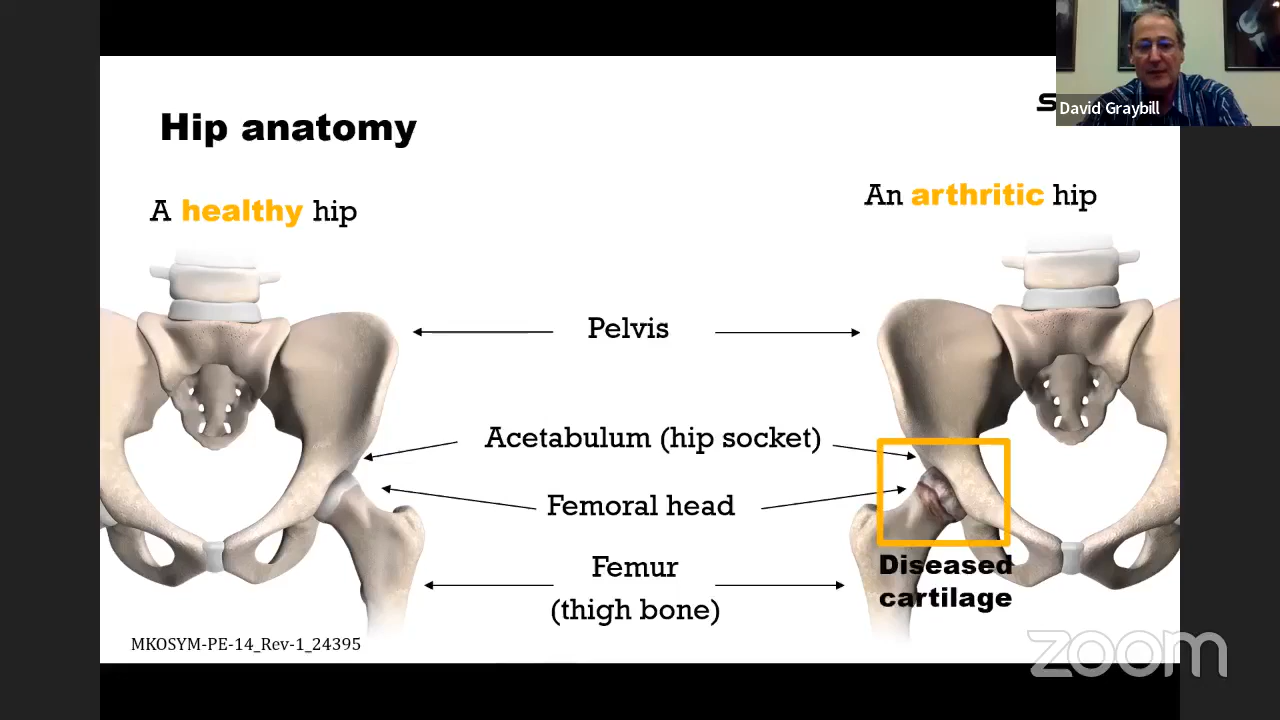 David Graybill
Hip anatomy
A healthy hip
An arthritic hip
Pelvis
Acetabulum (hip socket)
Femoral head
Femur
(thigh bone)
Diseased
cartilage
MKOSYM-PE-14_Rev-1_24395
zoom